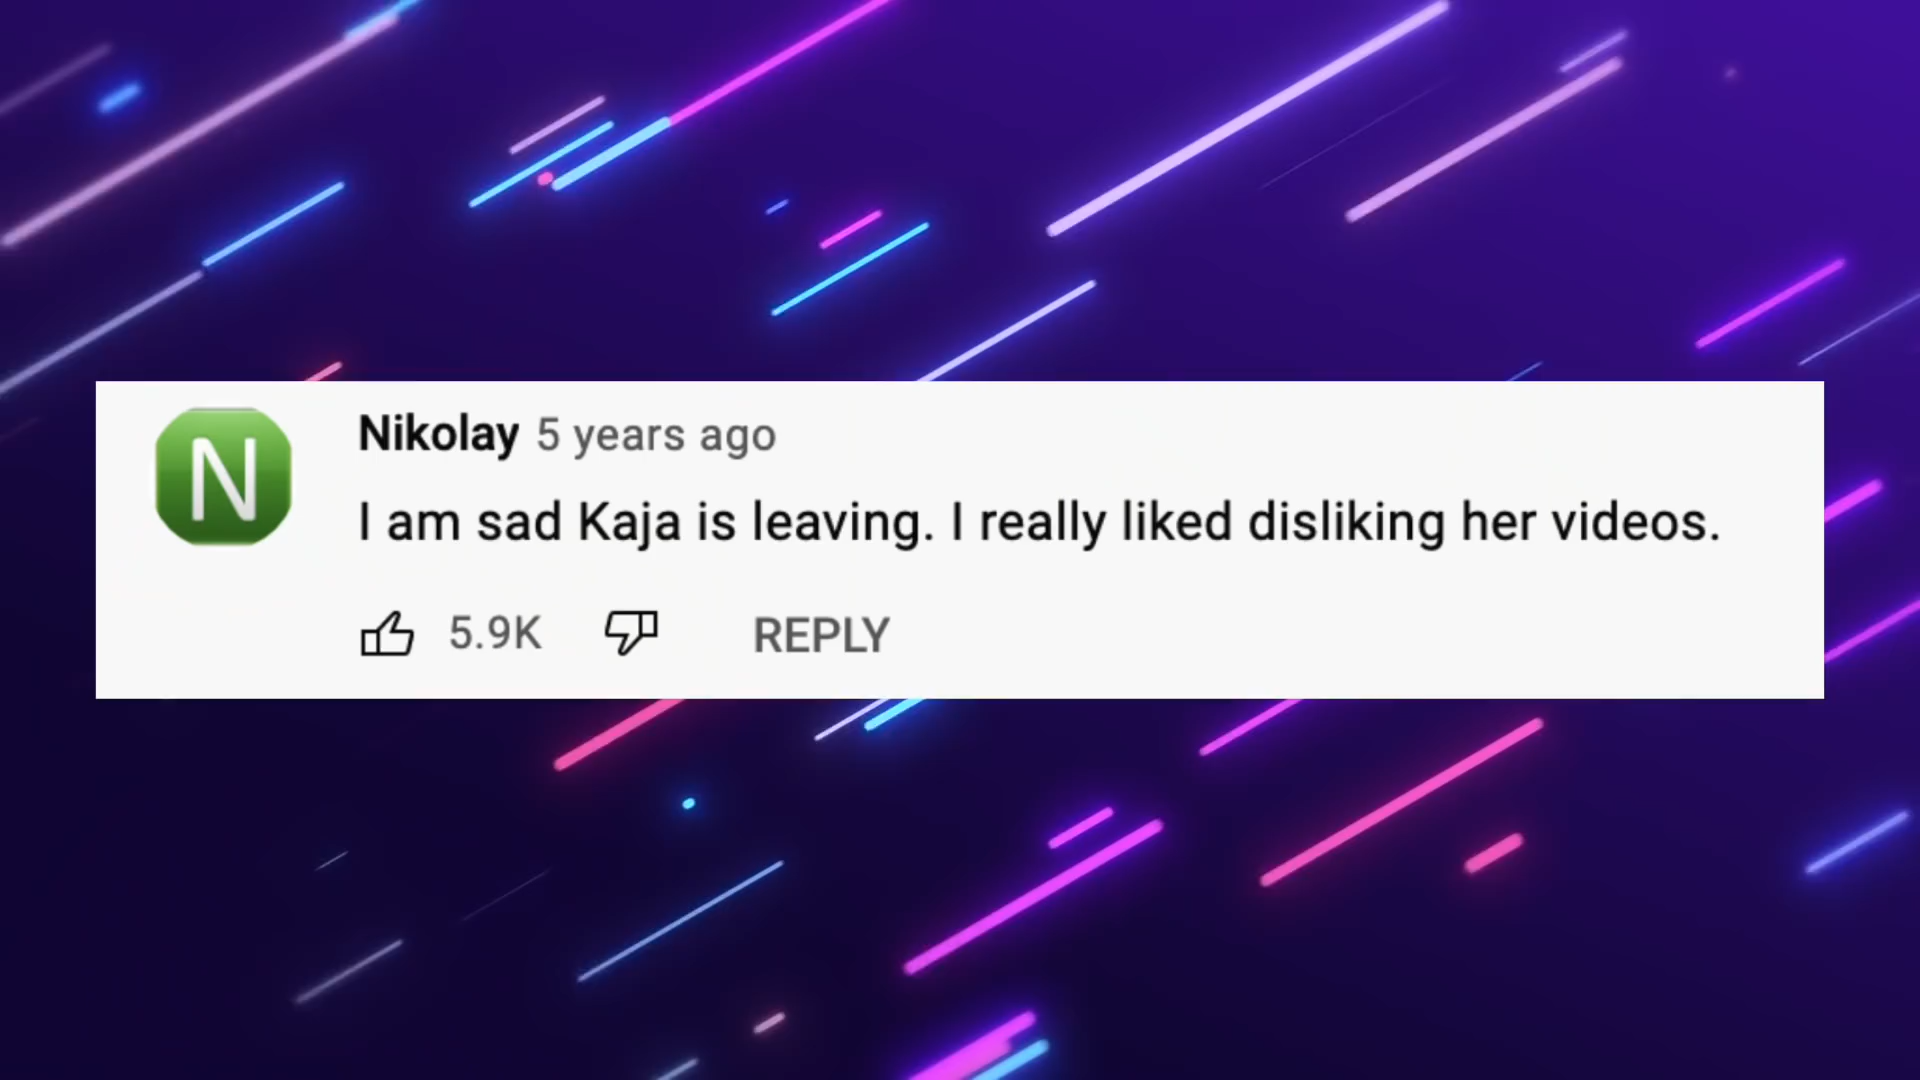 N
Nikolay 5 years ago
I am sad Kaja is leaving. I really liked disliking her videos.
5.9K REPLY